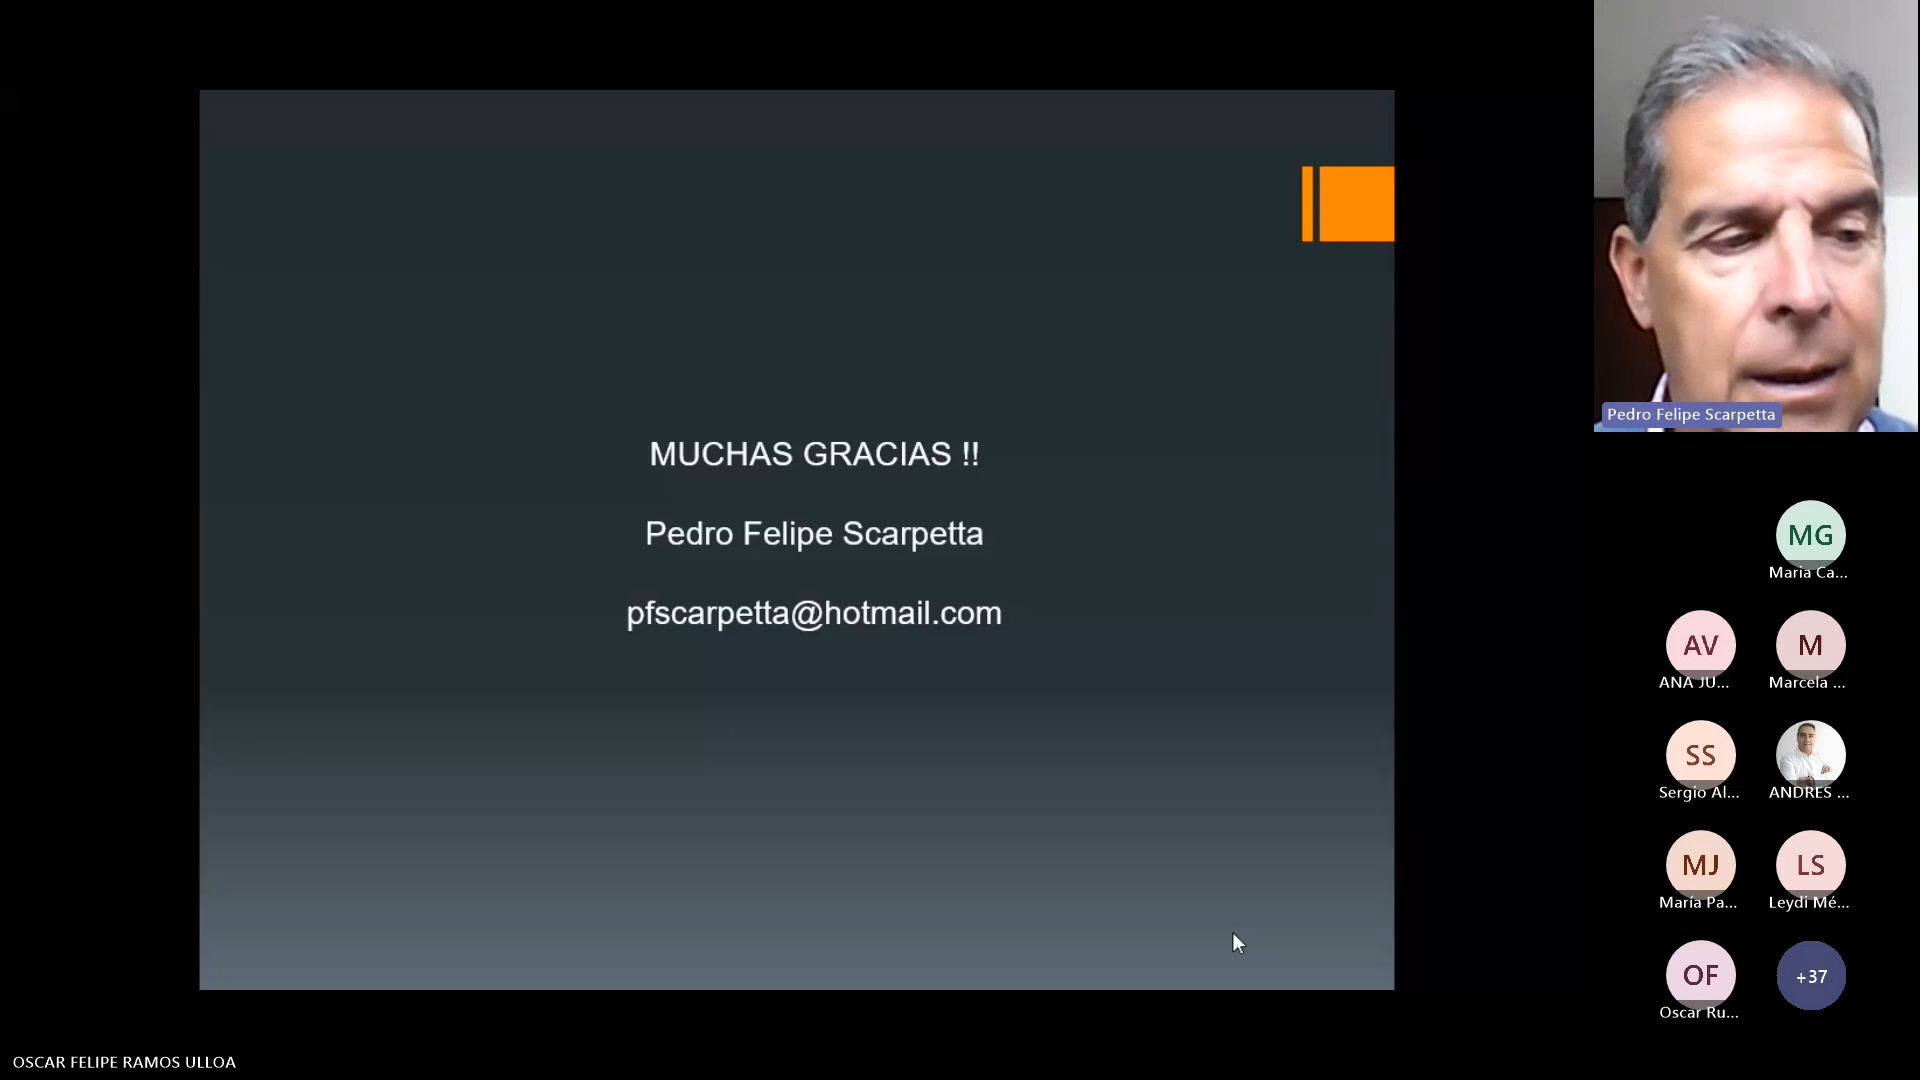 MUCHAS GRACIAS !!
Pedro Felipe Scarpetta
pfscarpetta@hotmail.com
Pedro Felipe Scarpetta
MG
Maria Ca...
AV
ANA JU...
M
Marcela ...
SS
Sergio Al...
ANDRES ...
MJ
María Pa...
LS
Leydi Mé...
OF
Oscar Ru...
+37
OSCAR FELIPE RAMOS ULLOA